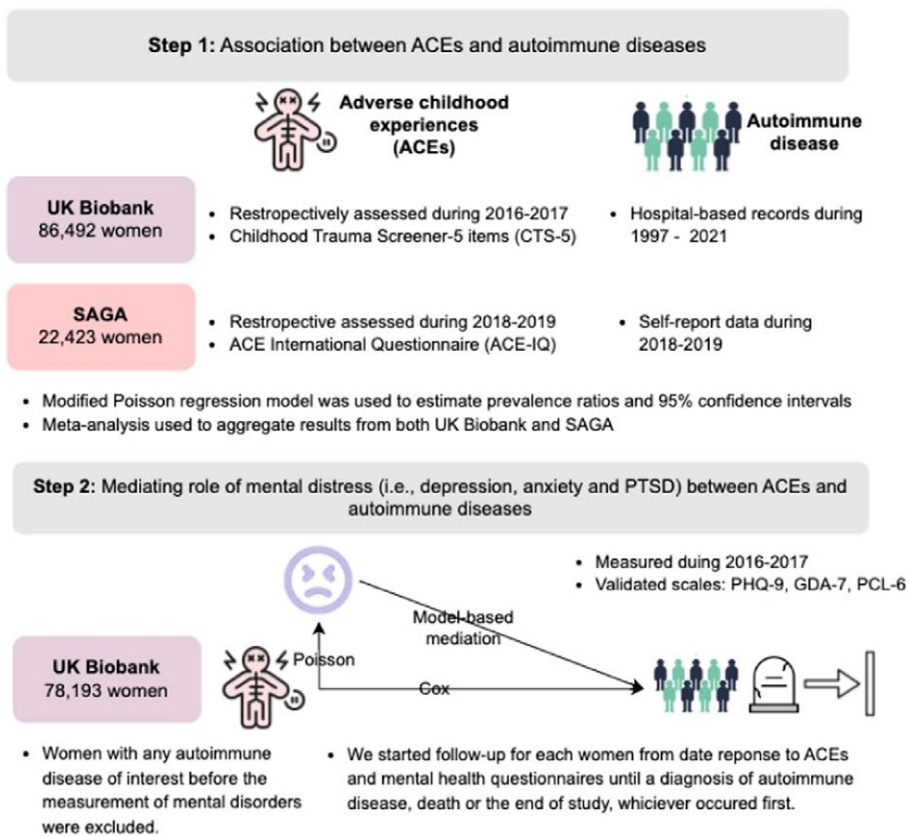 Step 1: Association between ACEs and autoimmune diseases
Adverse childhood
experiences
(ACEs)
Autoimmune
disease
UK Biobank
86,492 women
• Restropectively assessed during 2016-2017
• Childhood Trauma Screener-5 items (CTS-5)
• Hospital-based records during
1997 - 2021
SAGA
22,423 women
• Restropective assessed during 2018-2019
• ACE International Questionnaire (ACE-IQ)
• Self-report data during
2018-2019
• Modified Poisson regression model was used to estimate prevalence ratios and 95% confidence intervals
• Meta-analysis used to aggregate results from both UK Biobank and SAGA
Step 2: Mediating role of mental distress (i.e., depression, anxiety and PTSD) between ACEs and
autoimmune diseases
• Measured duing 2016-2017
• Validated scales: PHQ-9, GDA-7, PCL-6
Model-based
mediation
UK Biobank
78,193 women
Poisson
Cox
• Women with any autoimmune
disease of interest before the
measurement of mental disorders
were excluded.
• We started follow-up for each women from date reponse to ACEs
and mental health questionnaires until a diagnosis of autoimmune
disease, death or the end of study, whiciever occured first.